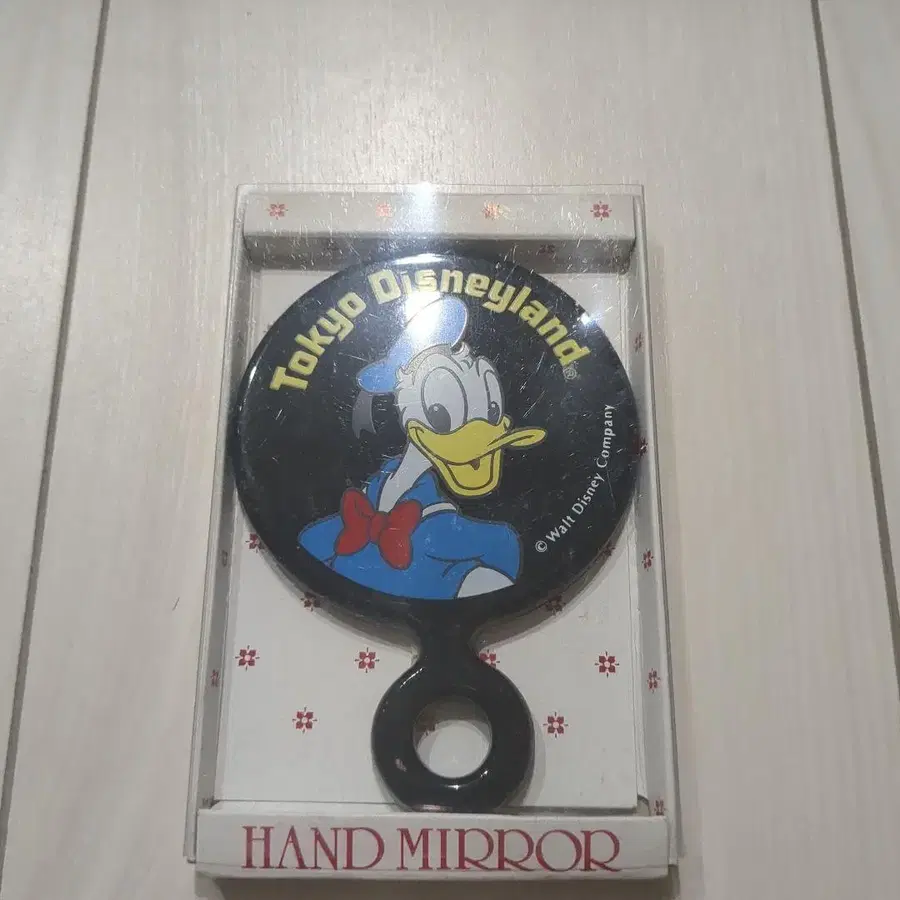 Tokyo Disneyland®
© Walt Disney Company
HAND MIRROR